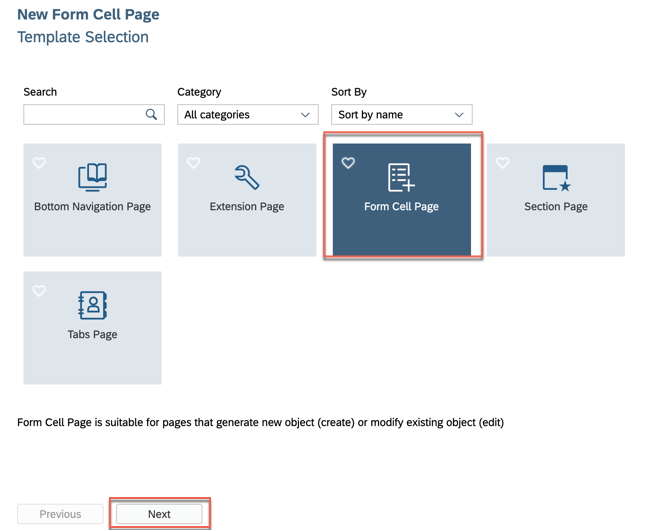 New Form Cell Page
Template Selection
Search
Category
Sort By
All categories
Sort by name
Bottom Navigation Page
Extension Page
Form Cell Page
Section Page
Tabs Page
Form Cell Page is suitable for pages that generate new object (create) or modify existing object (edit)
Previous
Next